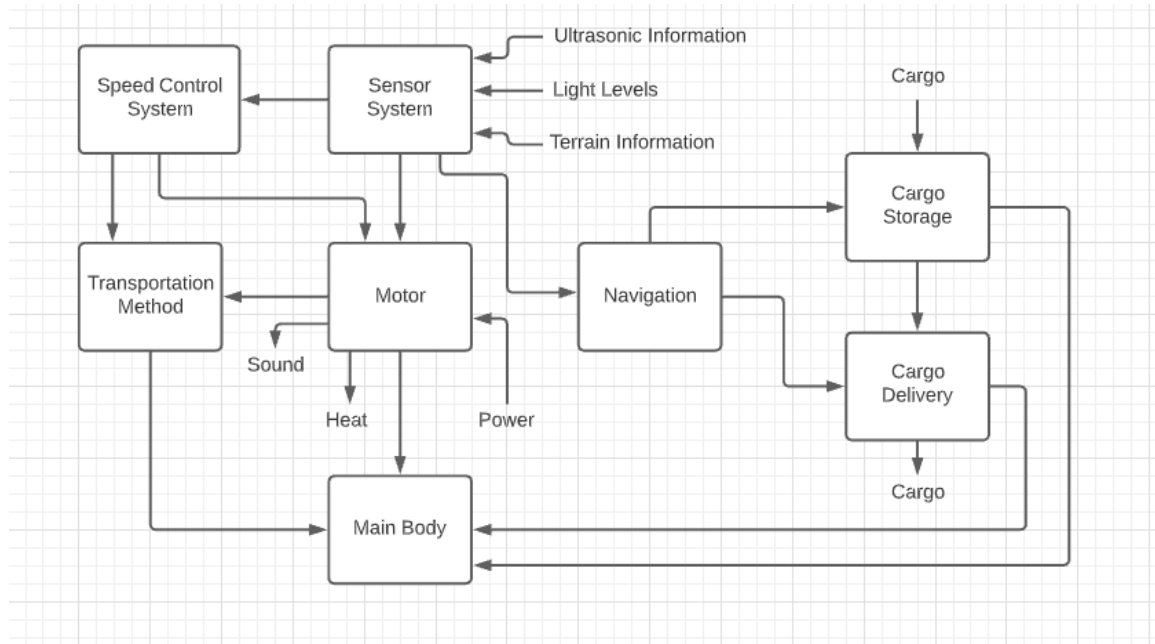 Ultrasonic Information
Speed Control
System
Sensor
System
Light Levels
Terrain Information
Cargo
Cargo
Storage
Transportation
Method
Motor
Navigation
Sound
Heat
Power
Cargo
Delivery
Cargo
Main Body